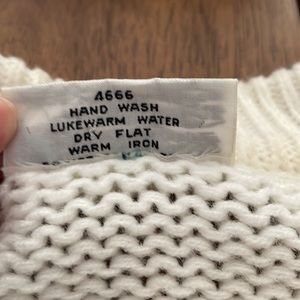 4666
HAND WASH
LUKEWARM WATER
DRY FLAT
WARM IRON